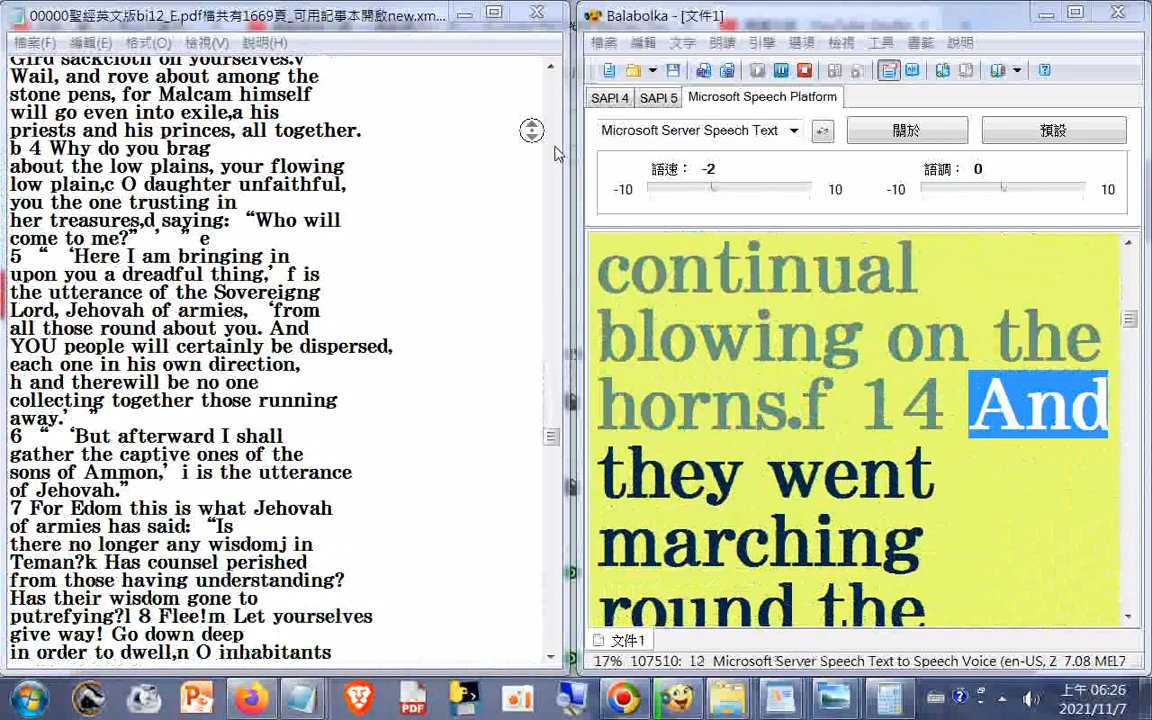 00000聖經英文版bi12_E.pdf檔共有1669頁_可用記事本開啟new.xm...
檔案(F) 編輯(E) 格式(O) 檢視(V) 說明(H)
Gird sackcloth on yourselves.v
Wail, and rove about among the
stone pens, for Malcam himself
will go even into exile,a his
priests and his princes, all together.
b 4 Why do you brag
about the low plains, your flowing
low plain,c O daughter unfaithful,
you the one trusting in
her treasures,d saying: “Who will
come to me?” ’ ” e
5 “ ‘Here I am bringing in
upon you a dreadful thing,’ f is
the utterance of the Sovereigng
Lord, Jehovah of armies, ‘from
all those round about you. And
YOU people will certainly be dispersed,
each one in his own direction,
h and therewill be no one
collecting together those running
away.’ ”
6 “ ‘But afterward I shall
gather the captive ones of the
sons of Ammon,’ i is the utterance
of Jehovah.”
7 For Edom this is what Jehovah
of armies has said: “Is
there no longer any wisdomj in
Teman?k Has counsel perished
from those having understanding?
Has their wisdom gone to
putrefying?l 8 Flee!m Let yourselves
give way! Go down deep
in order to dwell,n O inhabitants
Balabolka - [文件1]
檔案 編輯 文字 朗讀 引擎 選項 檢視 工具 書籤 說明
SAPI 4 SAPI 5 Microsoft Speech Platform
Microsoft Server Speech Text 關於 預設
語速： -2 語調： 0
-10 10 -10 10
continual
blowing on the
horns.f 14 And
they went
marching
round the
文件1
17% 107510: 12 Microsoft Server Speech Text to Speech Voice (en-US, Z 7.08 MEL7
PDF
上午 06:26
2021/11/7